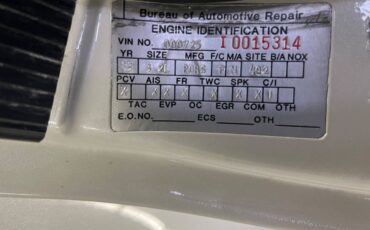 Bureau of Automotive Repair
ENGINE IDENTIFICATION
VIN NO. 000725 I 0015314
YR SIZE MFG F/C M/A SITE B/A NOX
PCV AIS FR TWC SPK C/I
X X X X X X
TAC EVP OC EGR COM OTH
E.O.NO. ECS OTH